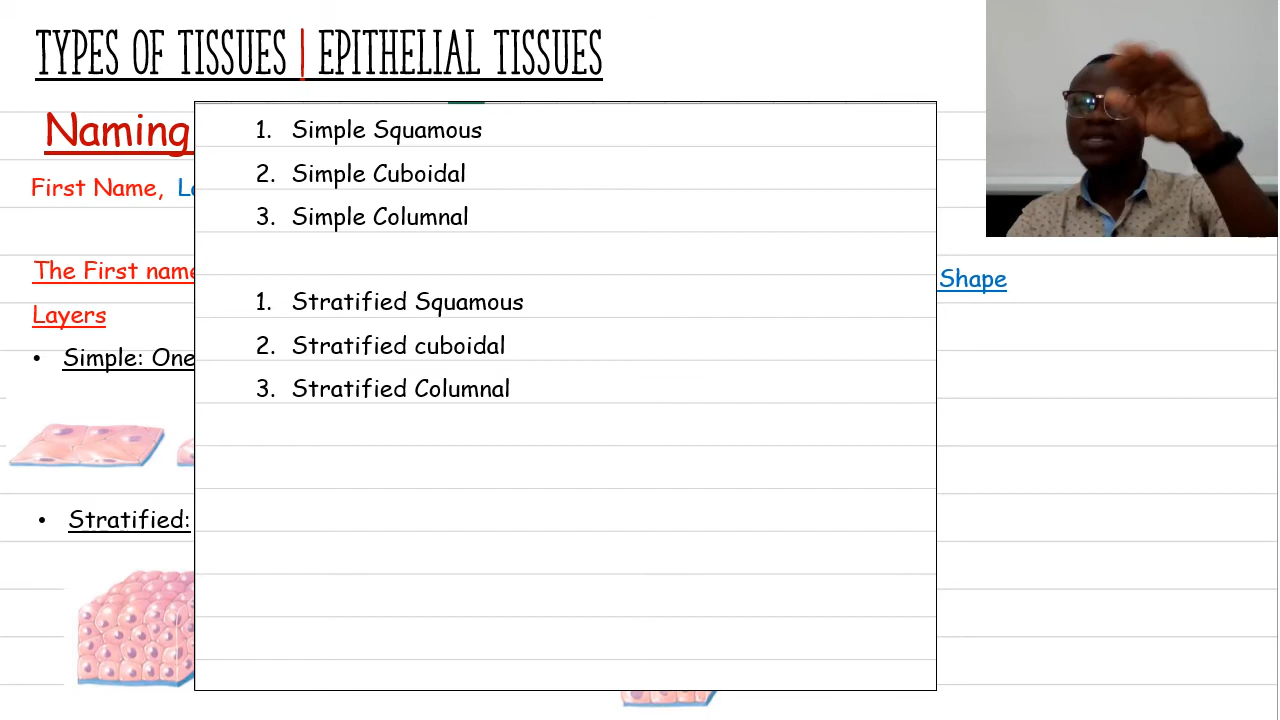 TYPES OF TISSUES | EPITHELIAL TISSUES
Naming
First Name,
The First name
Layers
• Simple: One
• Stratified:
1. Simple Squamous
2. Simple Cuboidal
3. Simple Columnal
1. Stratified Squamous
2. Stratified cuboidal
3. Stratified Columnal
Shape